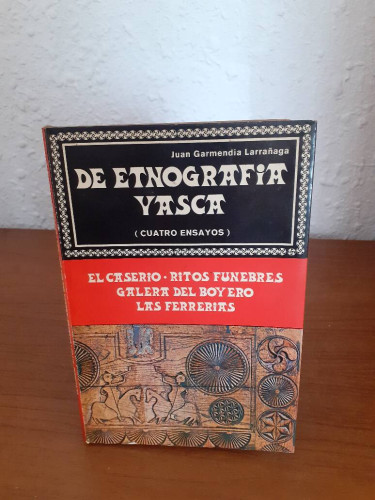 Juan Garmendia Larrañaga
DE ETNOGRAFIA
VASCA
(CUATRO ENSAYOS)
EL CASERIO · RITOS FUNEBRES
GALERA DEL BOYERO
LAS FERRERIAS